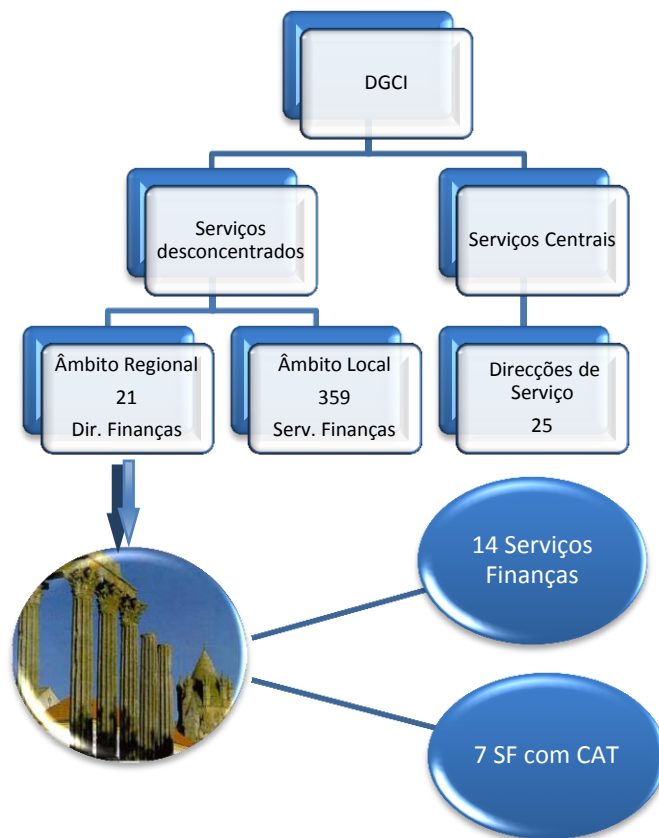 DGCI
Serviços
desconcentrados
Serviços Centrais
Âmbito Regional
21
Dir. Finanças
Âmbito Local
359
Serv. Finanças
Direcções de
Serviço
25
14 Serviços
Finanças
7 SF com CAT